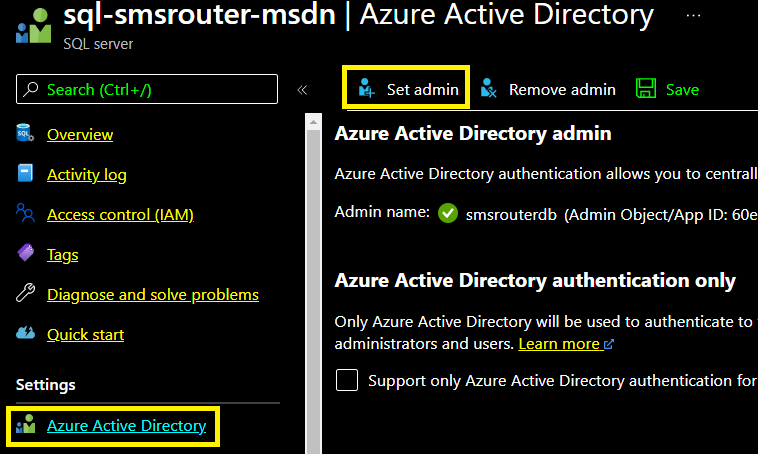 sql-smsrouter-msdn | Azure Active Directory ...
SQL server
Search (Ctrl+/)
«
Overview
Activity log
Access control (IAM)
Tags
Diagnose and solve problems
Quick start
Settings
Azure Active Directory
Set admin
Remove admin
Save
Azure Active Directory admin
Azure Active Directory authentication allows you to centrall
Admin name: smsrouterdb (Admin Object/App ID: 60e
Azure Active Directory authentication only
Only Azure Active Directory will be used to authenticate to
administrators and users. Learn more
Support only Azure Active Directory authentication for